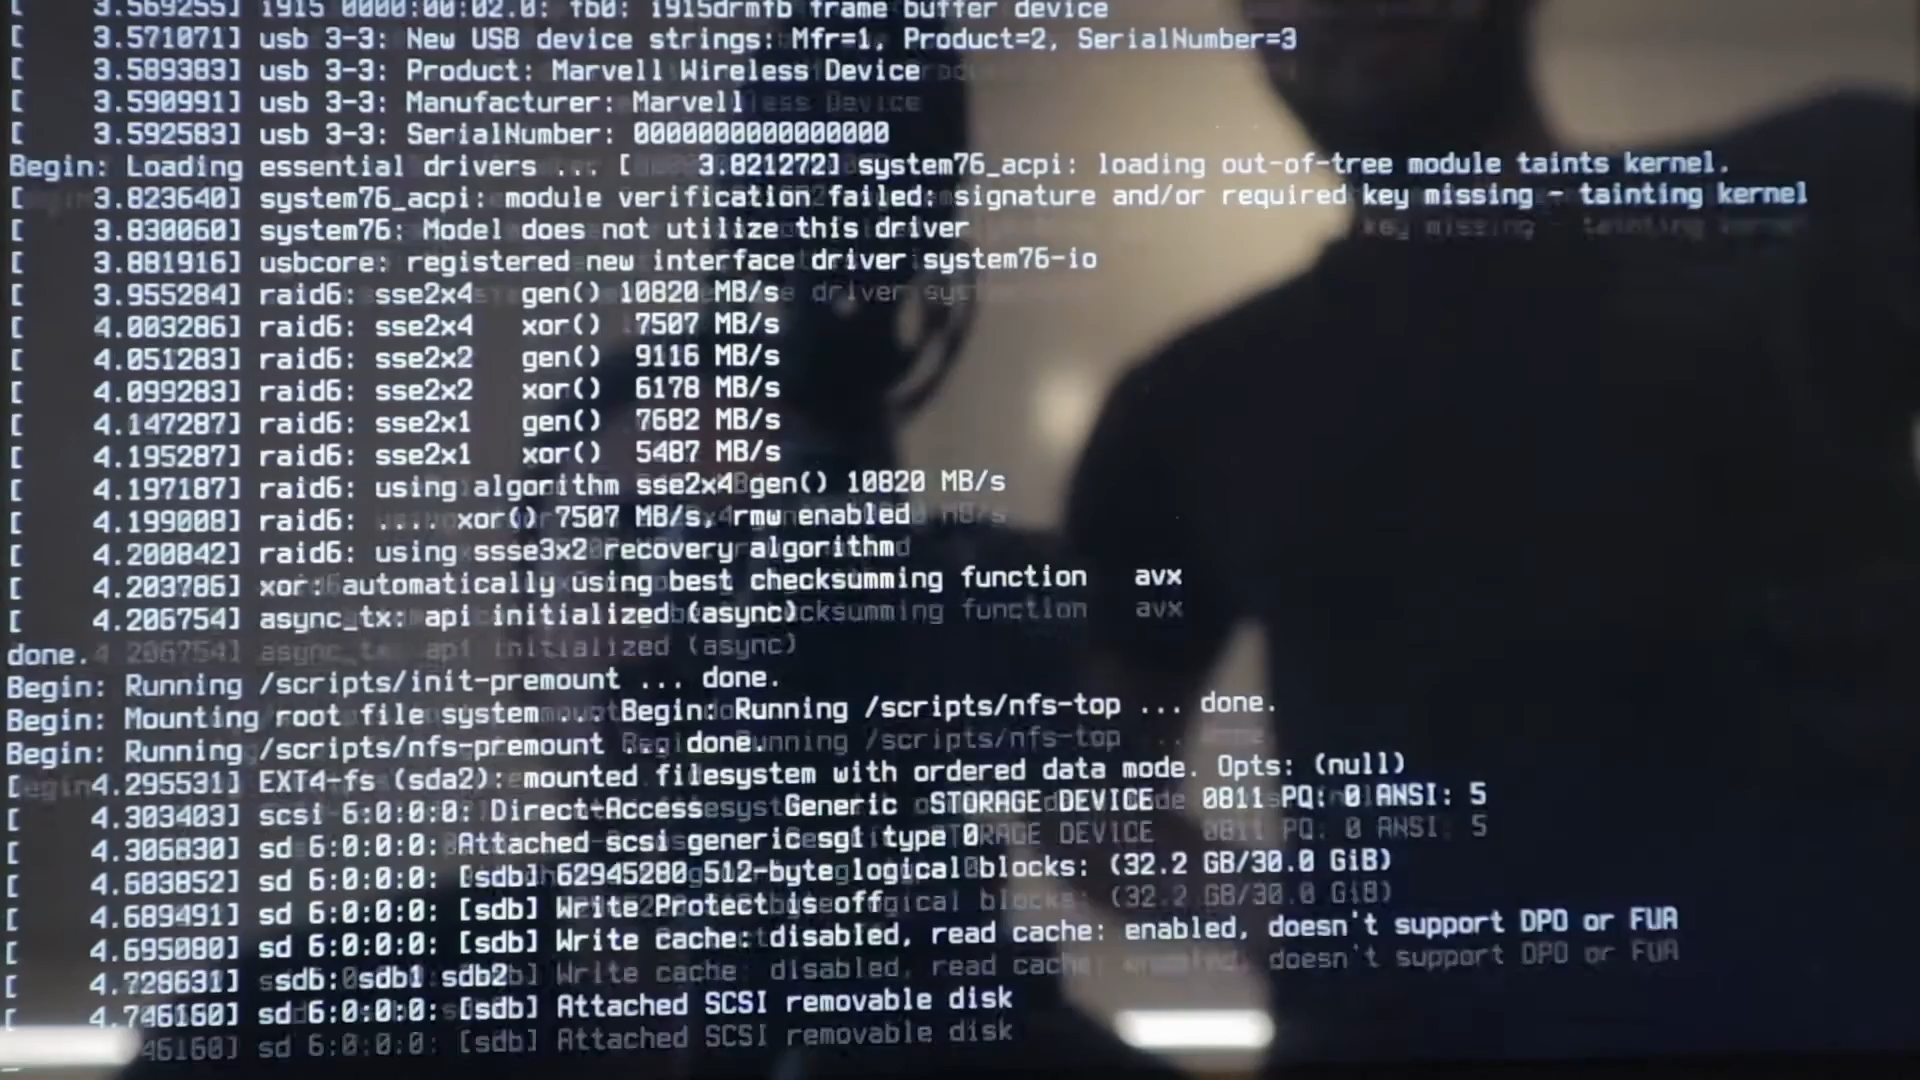 [    3.569255] i915 0000:00:02.0: fb0: i915drmfb frame buffer device
[    3.571071] usb 3-3: New USB device strings: Mfr=1, Product=2, SerialNumber=3
[    3.589383] usb 3-3: Product: Marvell Wireless Device
[    3.590991] usb 3-3: Manufacturer: Marvell
[    3.592583] usb 3-3: SerialNumber: 0000000000000000
Begin: Loading essential drivers ... [    3.821272] system76_acpi: loading out-of-tree module taints kernel.
[    3.823640] system76_acpi: module verification failed: signature and/or required key missing - tainting kernel
[    3.830060] system76: Model does not utilize this driver
[    3.881916] usbcore: registered new interface driver system76-io
[    3.955284] raid6: sse2x4   gen() 10820 MB/s
[    4.003286] raid6: sse2x4   xor()  7507 MB/s
[    4.051283] raid6: sse2x2   gen()  9116 MB/s
[    4.099283] raid6: sse2x2   xor()  6178 MB/s
[    4.147287] raid6: sse2x1   gen()  7682 MB/s
[    4.195287] raid6: sse2x1   xor()  5487 MB/s
[    4.197187] raid6: using algorithm sse2x4 gen() 10820 MB/s
[    4.199008] raid6: .... xor() 7507 MB/s, rmw enabled
[    4.200842] raid6: using ssse3x2 recovery algorithm
[    4.203786] xor: automatically using best checksumming function   avx
[    4.206754] async_tx: api initialized (async)
done.
Begin: Running /scripts/init-premount ... done.
Begin: Mounting root file system ... Begin: Running /scripts/nfs-top ... done.
Begin: Running /scripts/nfs-premount ... done.
[    4.295531] EXT4-fs (sda2): mounted filesystem with ordered data mode. Opts: (null)
[    4.303403] scsi 6:0:0:0: Direct-Access     Generic  STORAGE DEVICE   0811 PQ: 0 ANSI: 5
[    4.306830] sd 6:0:0:0: Attached scsi generic sg1 type 0
[    4.683852] sd 6:0:0:0: [sdb] 62945280 512-byte logical blocks: (32.2 GB/30.0 GiB)
[    4.689491] sd 6:0:0:0: [sdb] Write Protect is off
[    4.695080] sd 6:0:0:0: [sdb] Write cache: disabled, read cache: enabled, doesn't support DPO or FUA
[    4.728631]  sdb: sdb1 sdb2
[    4.746160] sd 6:0:0:0: [sdb] Attached SCSI removable disk